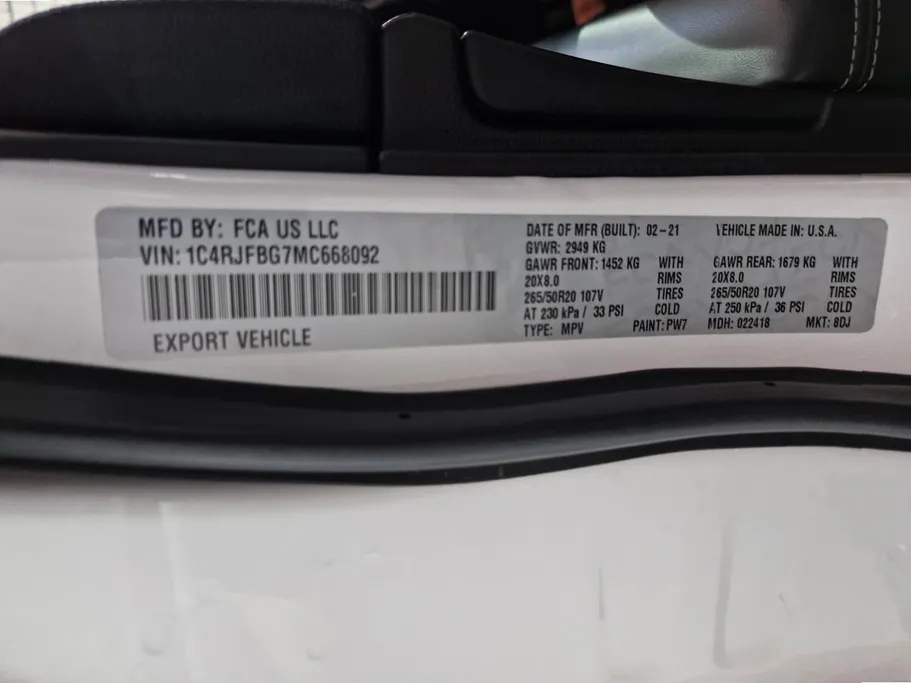 MFD BY: FCA US LLC
VIN: 1C4RJFBG7MC668092
EXPORT VEHICLE
DATE OF MFR (BUILT): 02-21 VEHICLE MADE IN: U.S.A.
GVWR: 2949 KG
GAWR FRONT: 1452 KG WITH GAWR REAR: 1679 KG WITH
20X8.0 RIMS 20X8.0 RIMS
265/50R20 107V TIRES 265/50R20 107V TIRES
AT 230 kPa / 33 PSI COLD AT 250 kPa / 36 PSI COLD
TYPE: MPV PAINT: PW7 MDH: 022418 MKT: 8DJ